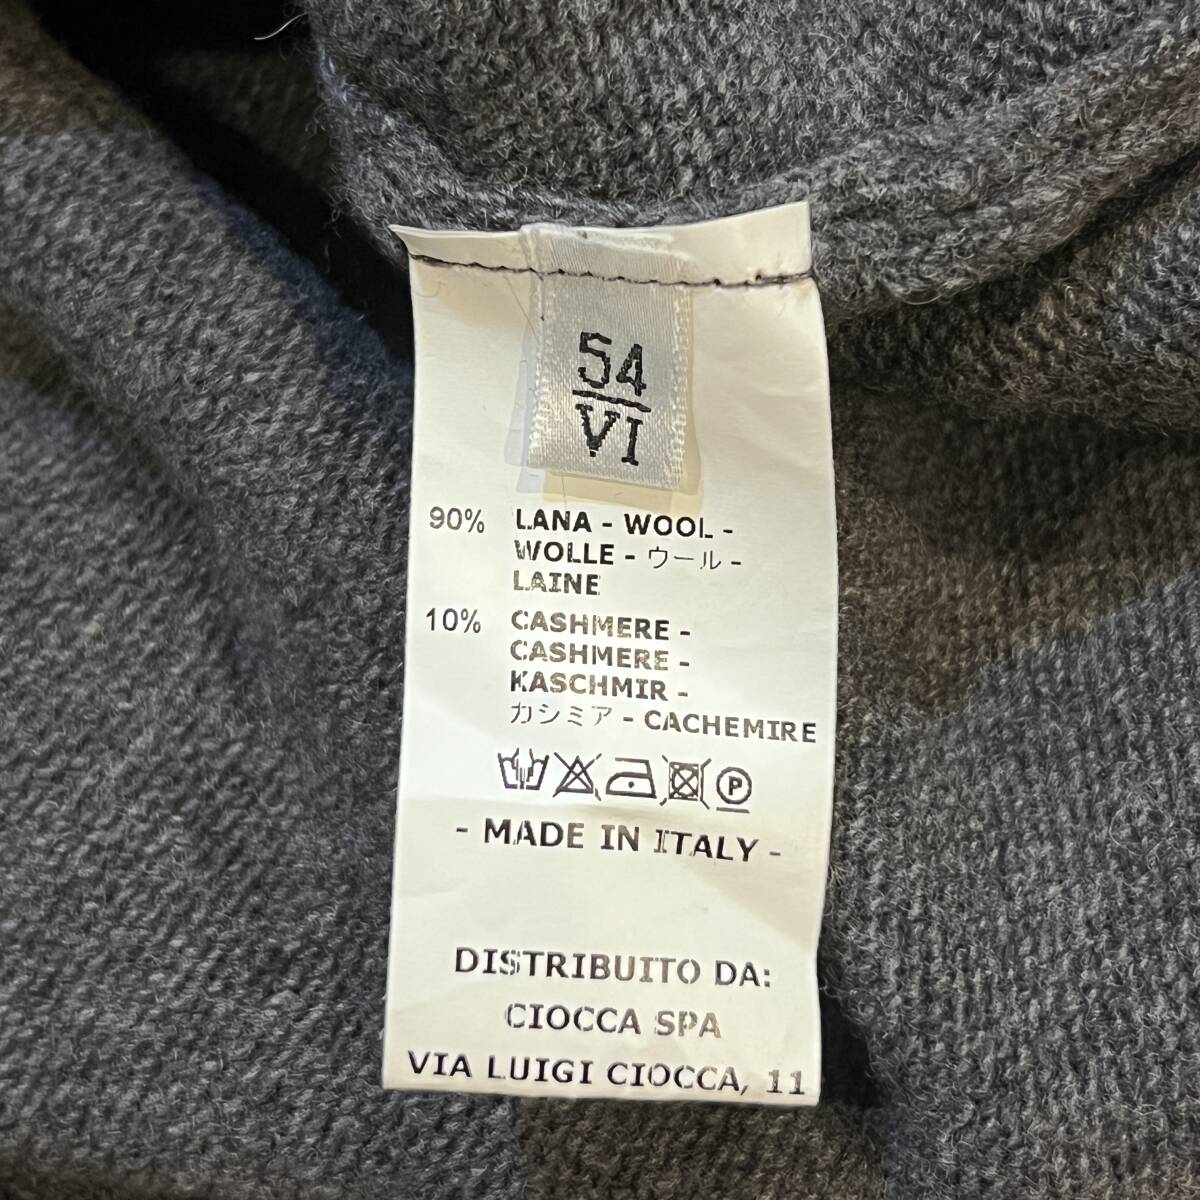 54
VI
90% LANA - WOOL -
WOLLE - ウール -
LAINE
10% CASHMERE -
CASHMERE -
KASCHMIR -
カシミア - CACHEMIRE
P
- MADE IN ITALY -
DISTRIBUITO DA:
CIOCCA SPA
VIA LUIGI CIOCCA, 11